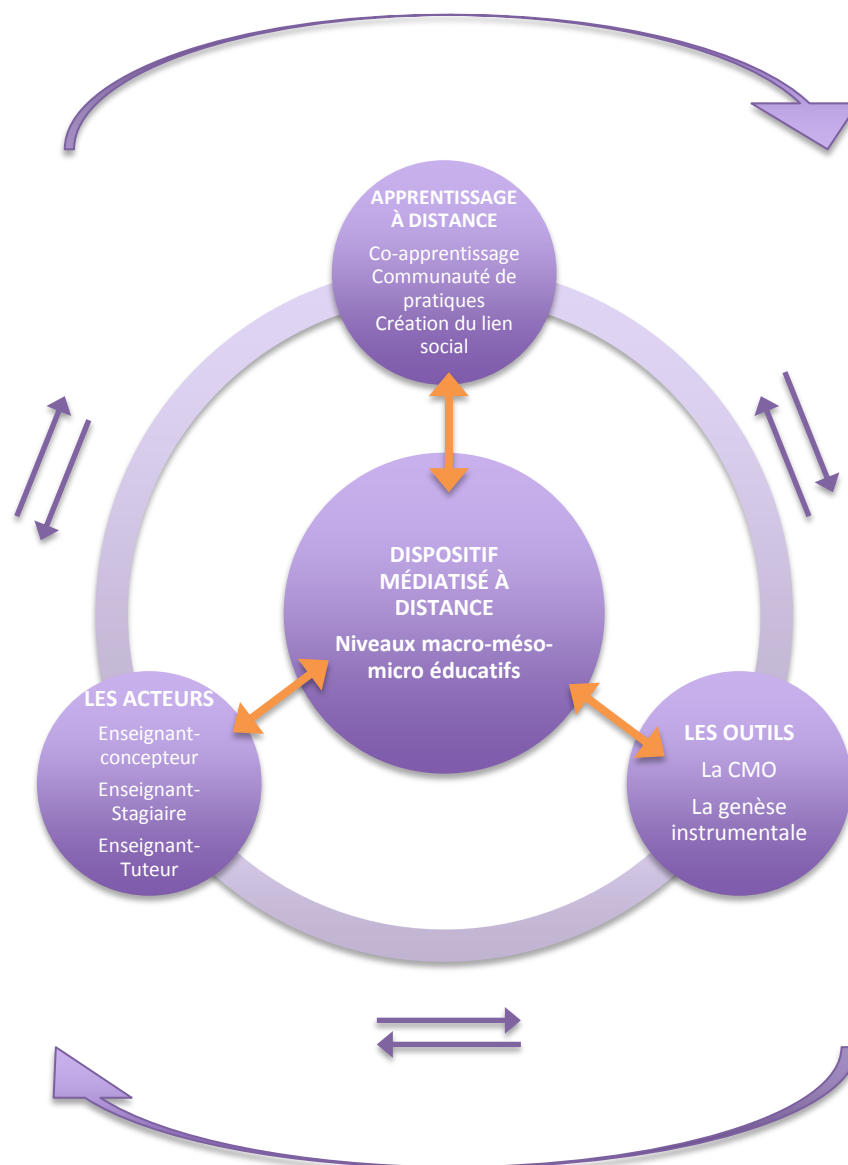 APPRENTISSAGE
À DISTANCE
Co-apprentissage
Communauté de
pratiques
Création du lien
social
DISPOSITIF
MÉDIATISÉ À
DISTANCE
Niveaux macro-méso-
micro éducatifs
LES ACTEURS
Enseignant-
concepteur
Enseignant-
Stagiaire
Enseignant-
Tuteur
LES OUTILS
La CMO
La genèse
instrumentale